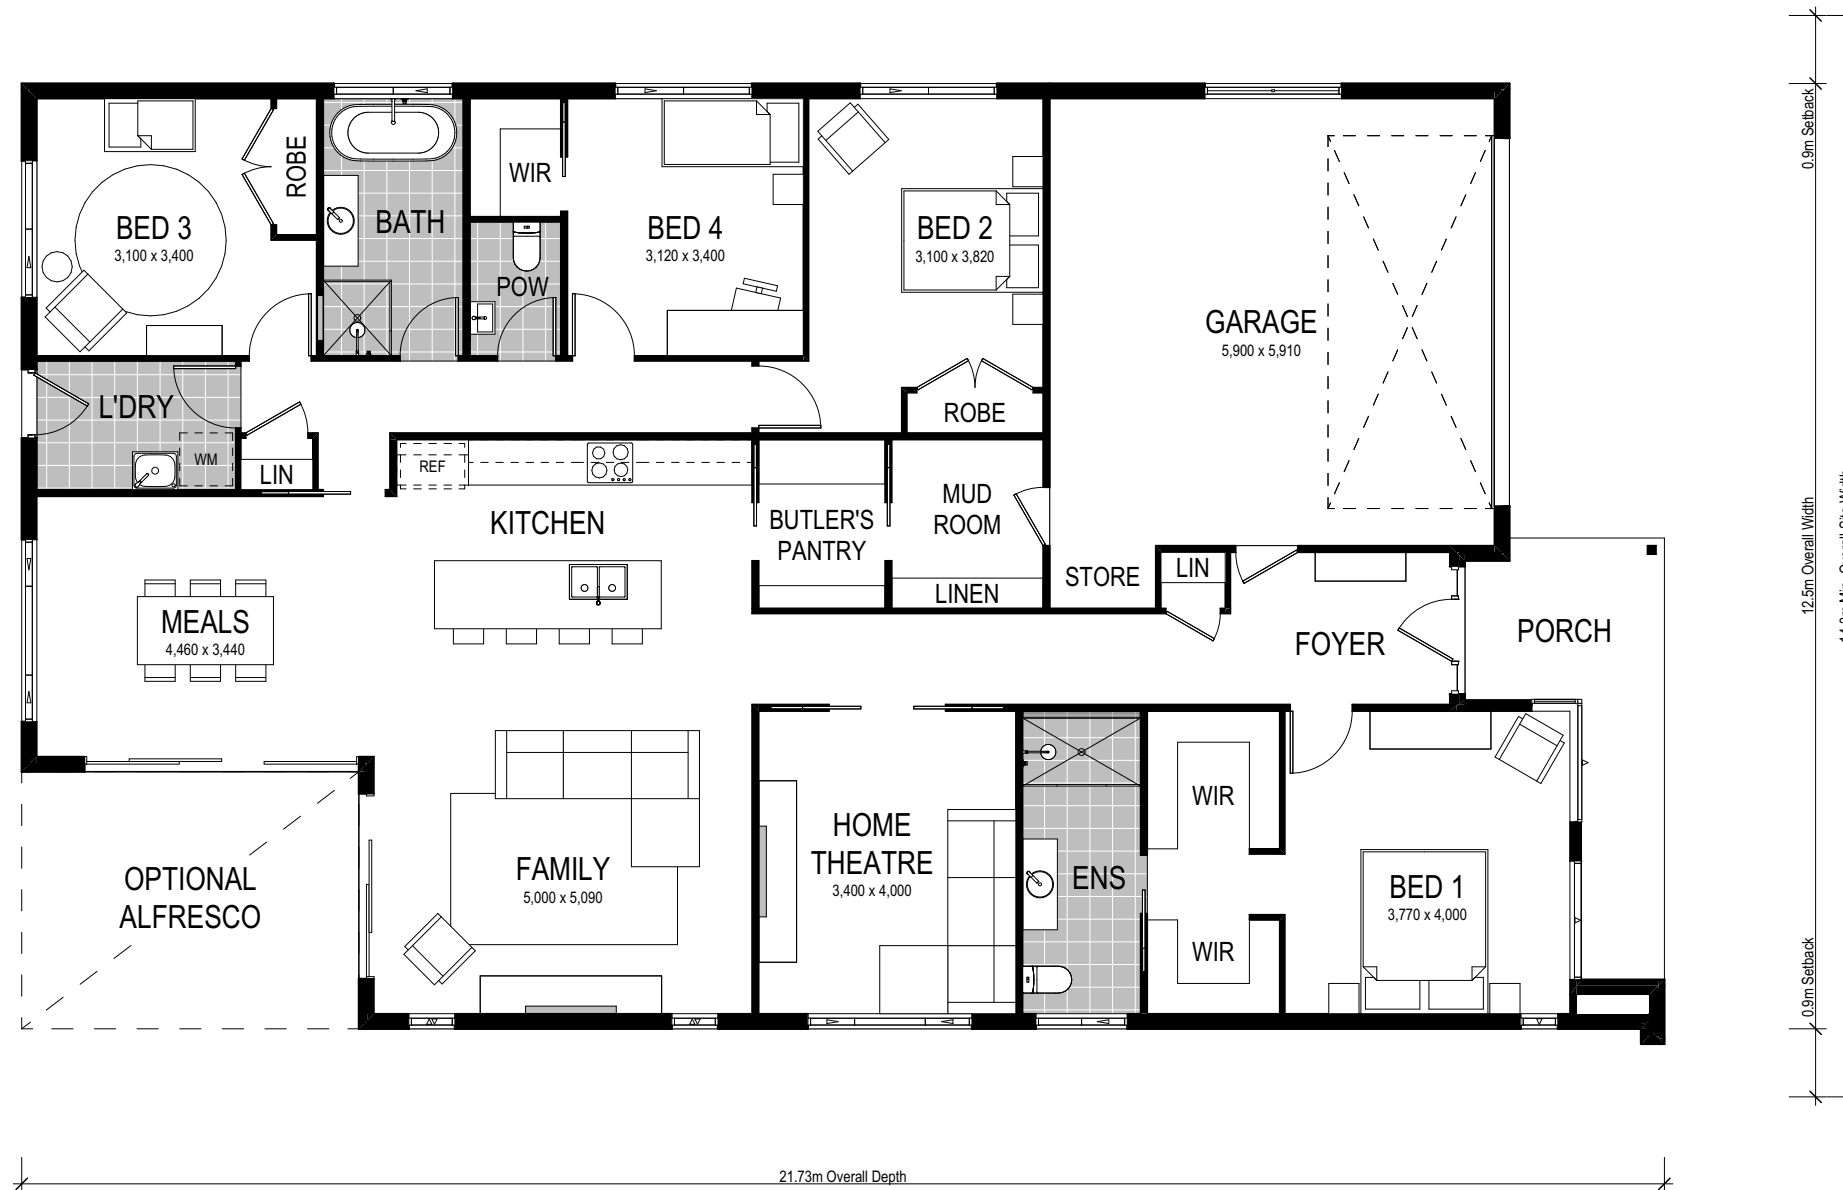 ROBE
WIR
BED 3
3,100 x 3,400
BATH
BED 4
3,120 x 3,400
BED 2
3,100 x 3,820
POW
GARAGE
5,900 x 5,910
L'DRY
WM
LIN
ROBE
REF
KITCHEN
BUTLER'S
PANTRY
MUD
ROOM
LINEN
STORE
LIN
MEALS
4,460 x 3,440
FOYER
PORCH
OPTIONAL
ALFRESCO
FAMILY
5,000 x 5,090
HOME
THEATRE
3,400 x 4,000
ENS
WIR
WIR
BED 1
3,770 x 4,000
0.9m Setback
12.5m Overall Width
0.9m Setback
21.73m Overall Depth